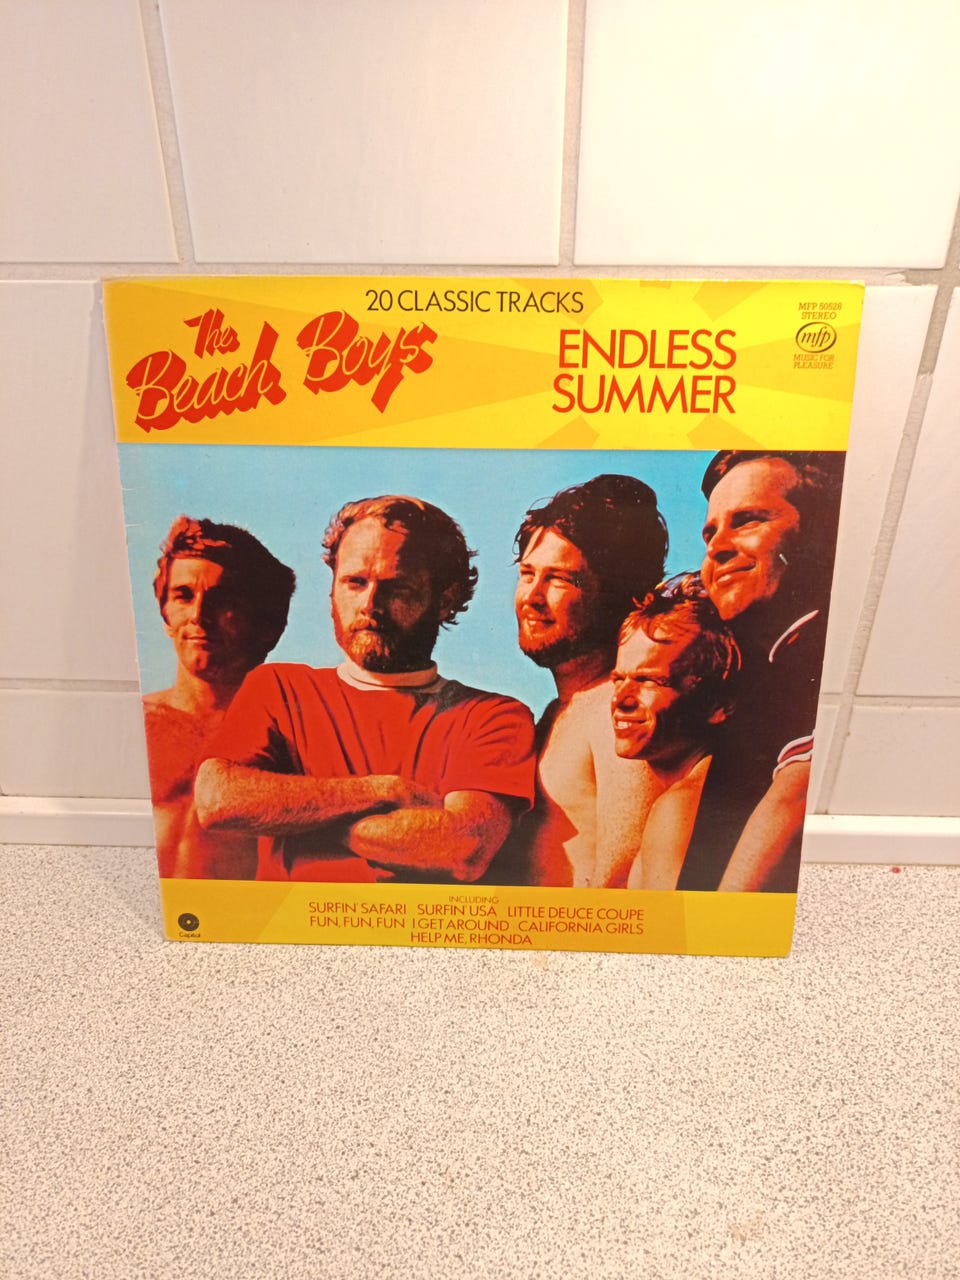 20 CLASSIC TRACKS
The
Beach Boys
ENDLESS
SUMMER
MFP 50528
STEREO
mfp
MUSIC FOR
PLEASURE
INCLUDING
SURFIN' SAFARI SURFIN' USA LITTLE DEUCE COUPE
FUN, FUN, FUN I GET AROUND CALIFORNIA GIRLS
HELP ME, RHONDA
Capitol